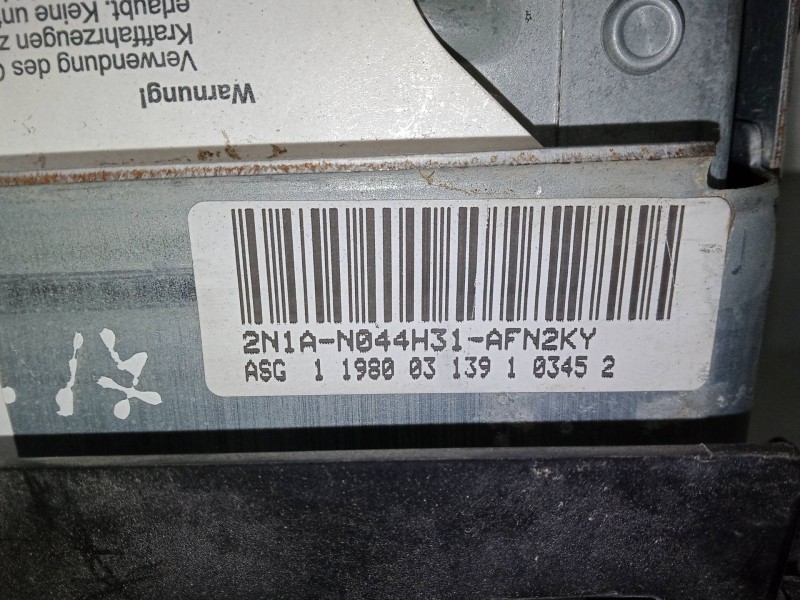 Warnung!
Verwendung des
Kraftfahrzeugen z
erlaubt. Keine un
2N1A-N044H31-AFN2KY
ASG 1 1980 03 139 1 0345 2